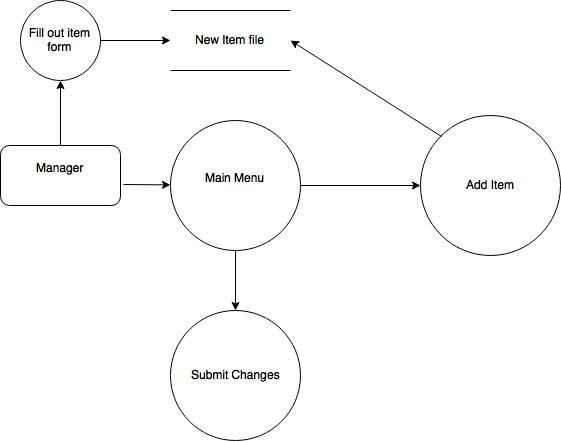 Fill out item
form
New Item file
Manager
Main Menu
Add Item
Submit Changes